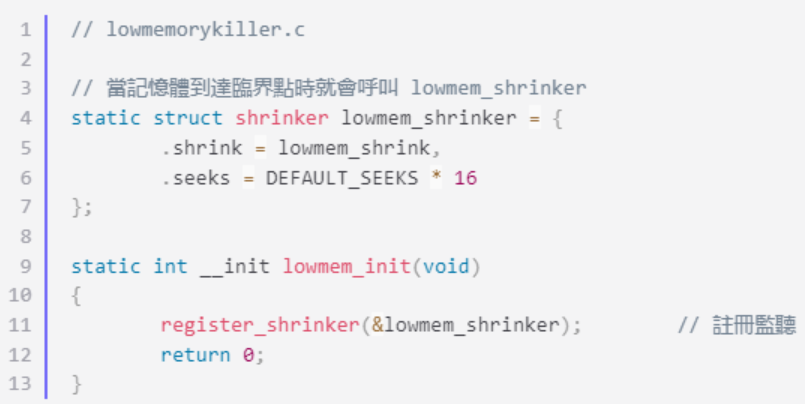 1 // lowmemorykiller.c
2
3 // 當記憶體到達臨界點時就會呼叫 lowmem_shrinker
4 static struct shrinker lowmem_shrinker = {
5         .shrink = lowmem_shrink,
6         .seeks = DEFAULT_SEEKS * 16
7 };
8
9 static int __init lowmem_init(void)
10 {
11         register_shrinker(&lowmem_shrinker);        // 註冊監聽
12         return 0;
13 }